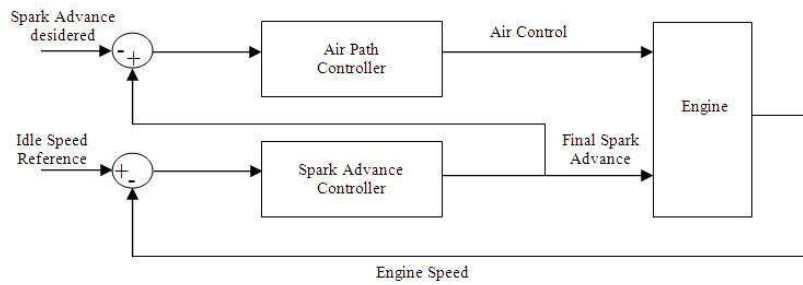 Spark Advance
desidered
- +
Air Path
Controller
Air Control
Engine
Idle Speed
Reference
+ -
Spark Advance
Controller
Final Spark
Advance
Engine Speed